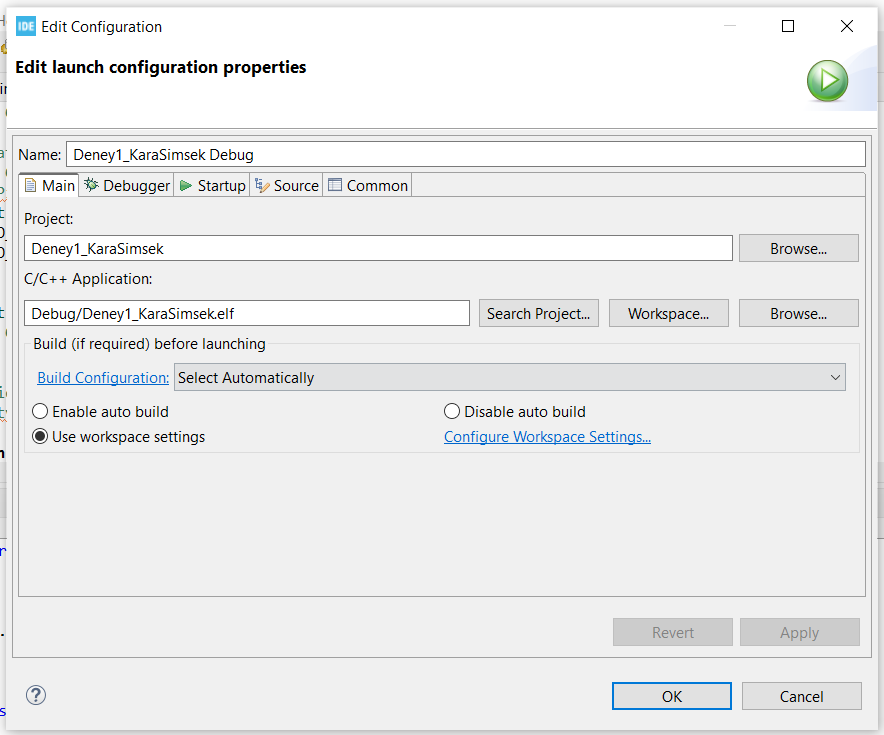 IDE Edit Configuration
Edit launch configuration properties
Name: Deney1_KaraSimsek Debug
Main Debugger Startup Source Common
Project:
Deney1_KaraSimsek Browse...
C/C++ Application:
Debug/Deney1_KaraSimsek.elf Search Project... Workspace... Browse...
Build (if required) before launching
Build Configuration: Select Automatically
Enable auto build Disable auto build
Use workspace settings Configure Workspace Settings...
Revert Apply
? OK Cancel